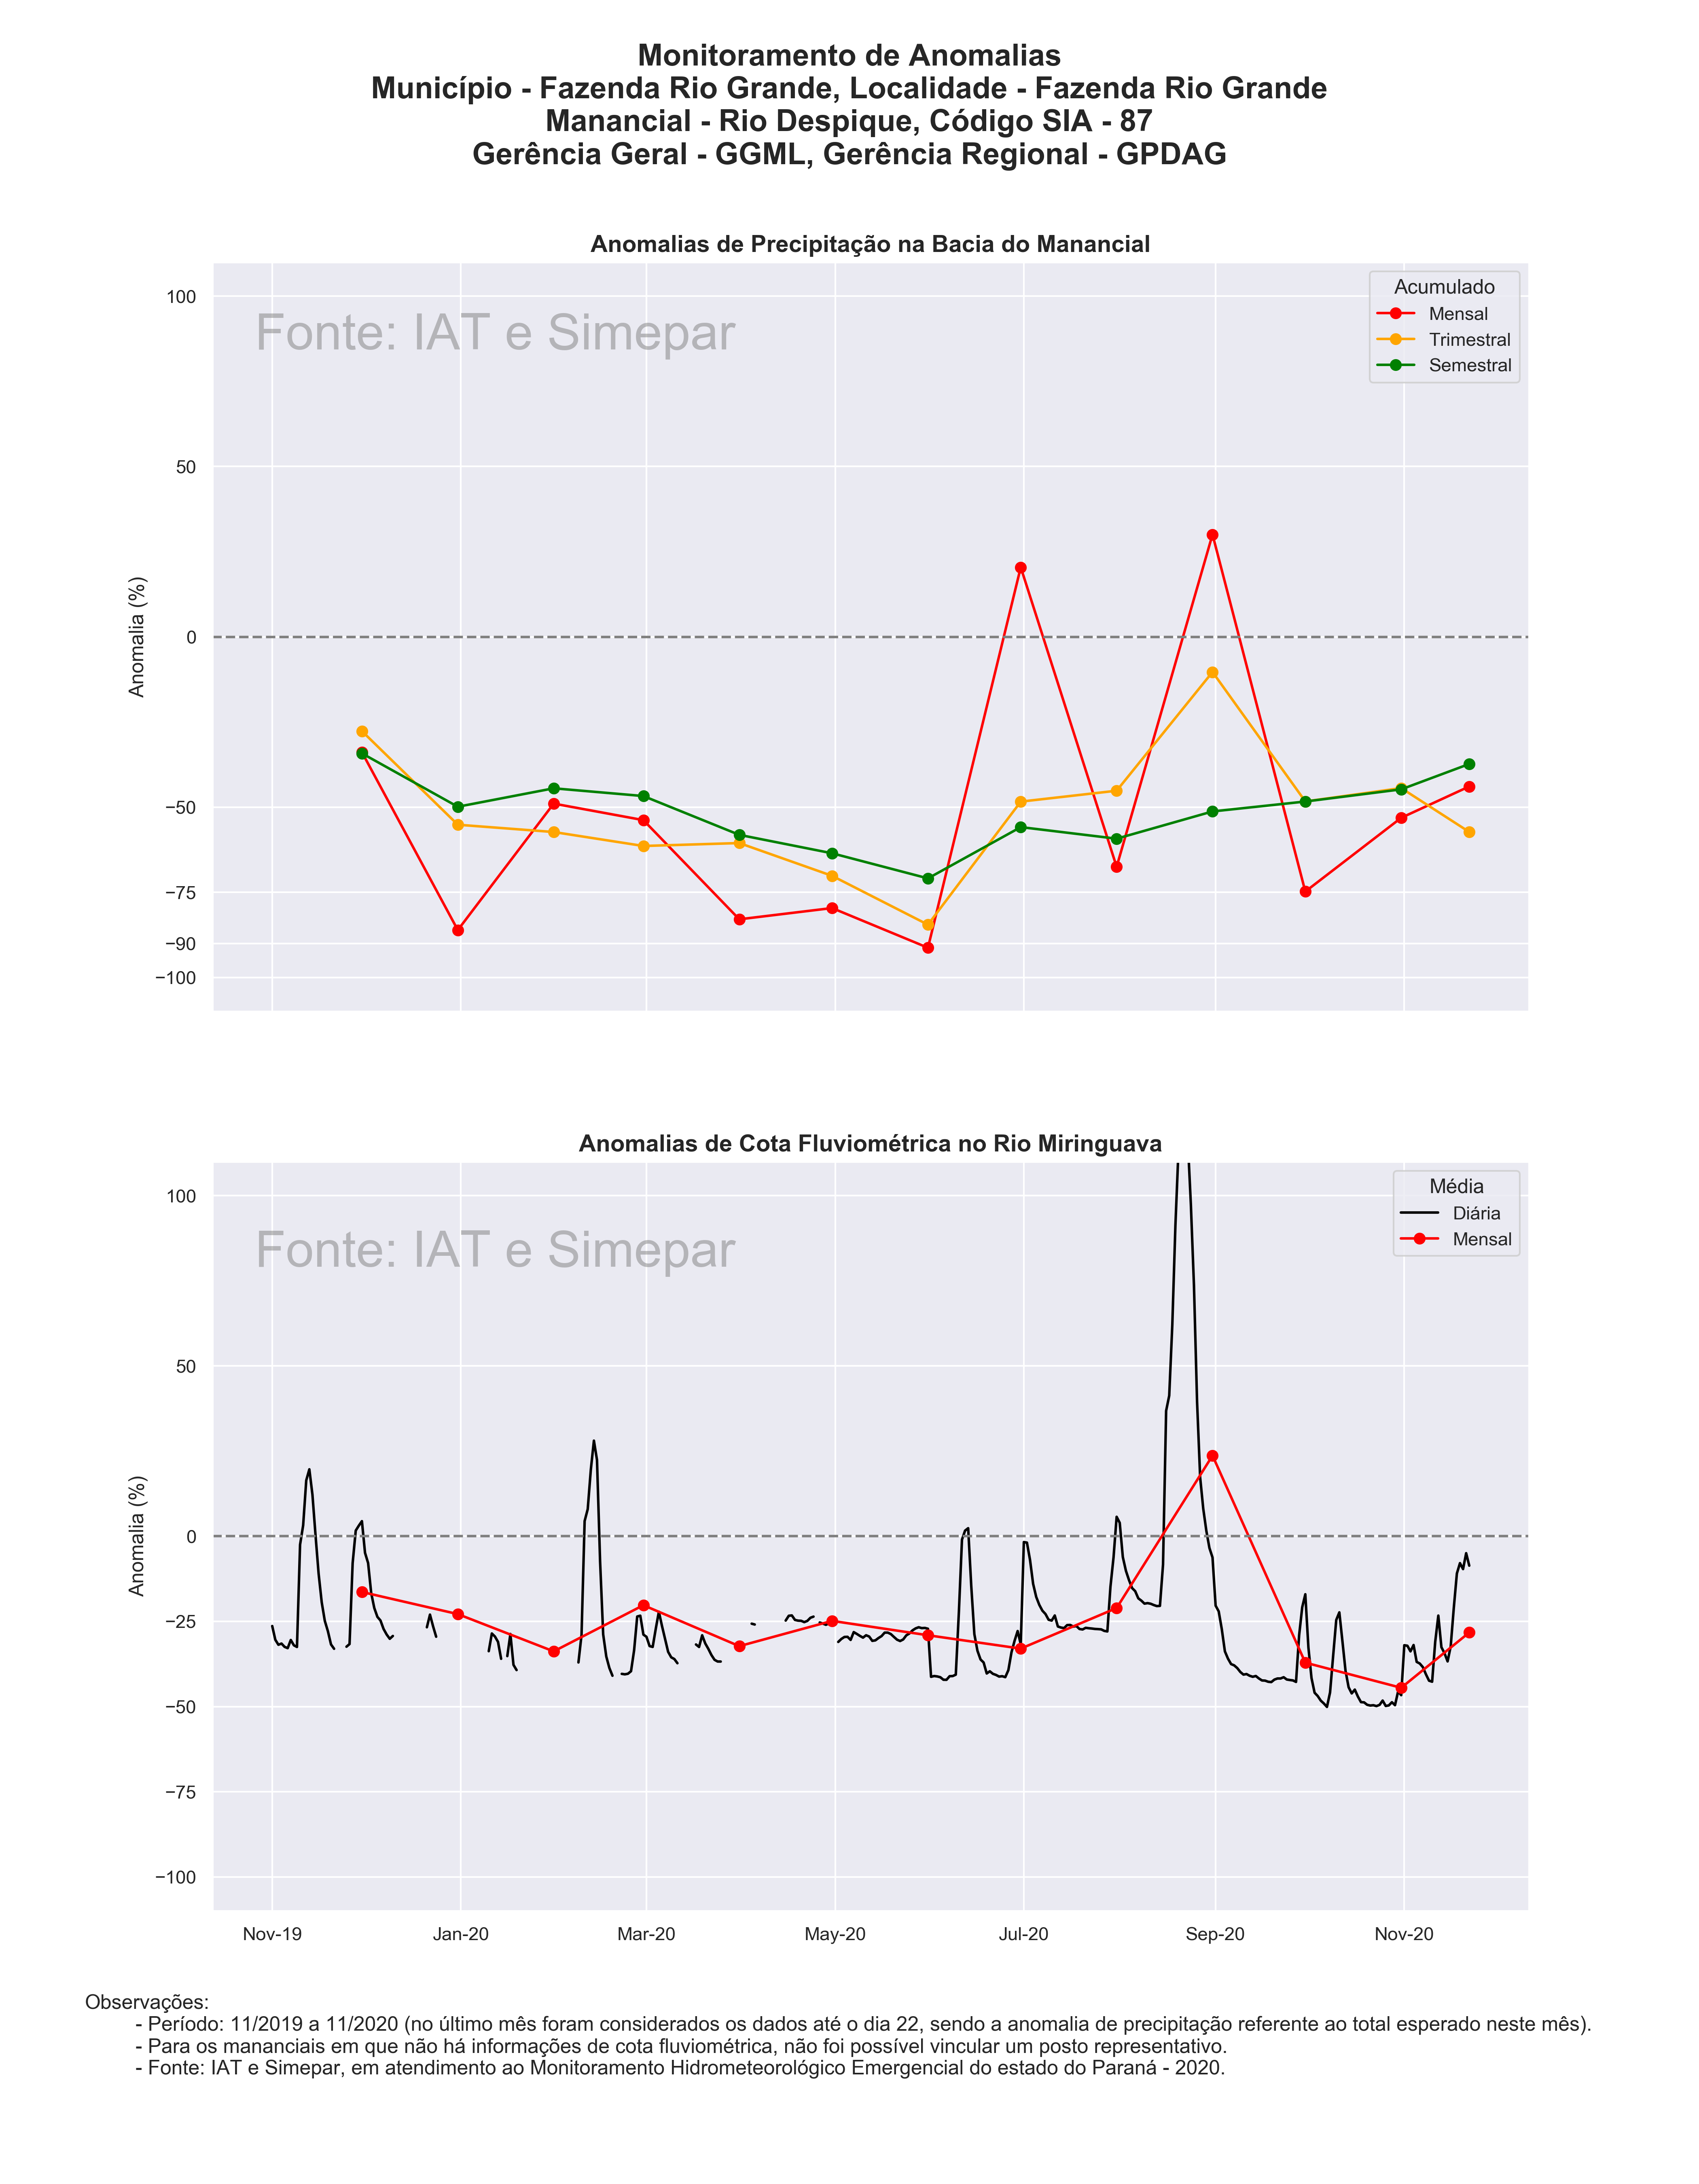 Monitoramento de Anomalias
Município - Fazenda Rio Grande, Localidade - Fazenda Rio Grande
Manancial - Rio Despique, Código SIA - 87
Gerência Geral - GGML, Gerência Regional - GPDAG
Anomalias de Precipitação na Bacia do Manancial
Fonte: IAT e Simepar
Acumulado
Mensal
Trimestral
Semestral
Anomalia (%)
100
50
0
−50
−75
−90
−100
Anomalias de Cota Fluviométrica no Rio Miringuava
Fonte: IAT e Simepar
Média
Diária
Mensal
Anomalia (%)
100
50
0
−25
−50
−75
−100
Nov-19 Jan-20 Mar-20 May-20 Jul-20 Sep-20 Nov-20
Observações:
- Período: 11/2019 a 11/2020 (no último mês foram considerados os dados até o dia 22, sendo a anomalia de precipitação referente ao total esperado neste mês).
- Para os mananciais em que não há informações de cota fluviométrica, não foi possível vincular um posto representativo.
- Fonte: IAT e Simepar, em atendimento ao Monitoramento Hidrometeorológico Emergencial do estado do Paraná - 2020.